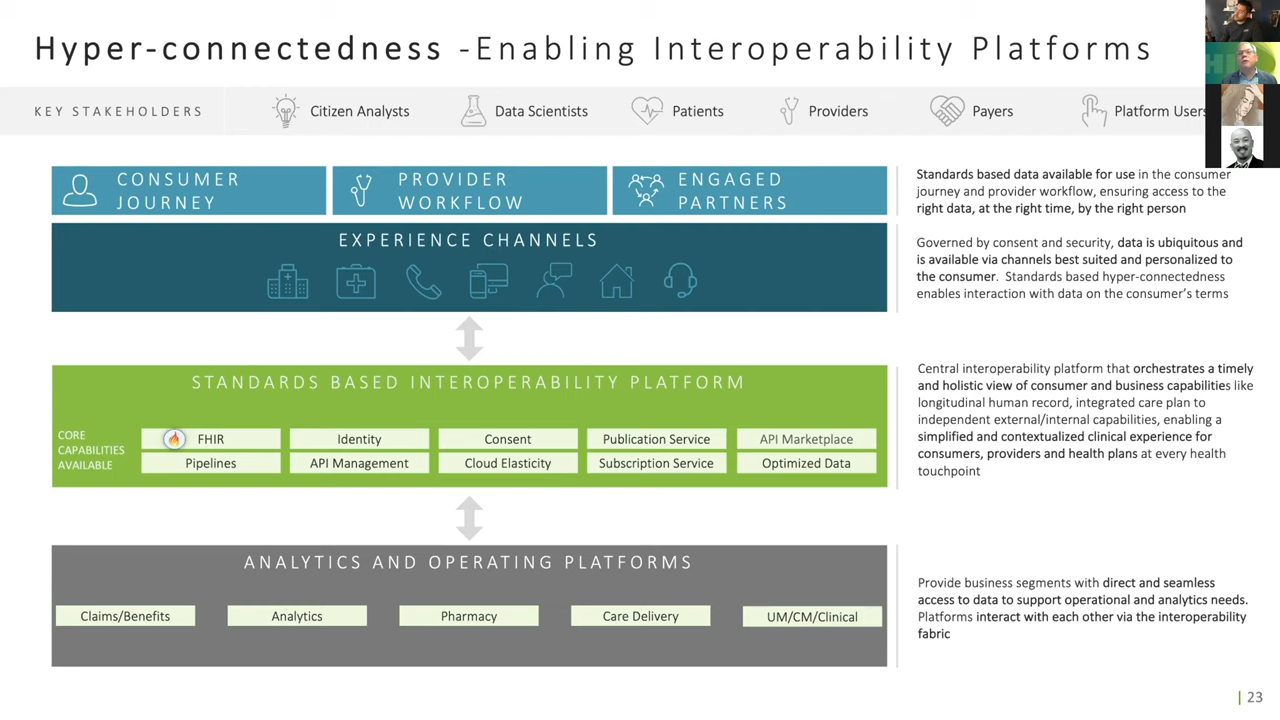 Hyper-connectedness -Enabling Interoperability Platforms
KEY STAKEHOLDERS
Citizen Analysts
Data Scientists
Patients
Providers
Payers
Platform Users
CONSUMER
JOURNEY
PROVIDER
WORKFLOW
ENGAGED
PARTNERS
Standards based data available for use in the consumer
journey and provider workflow, ensuring access to the
right data, at the right time, by the right person
EXPERIENCE CHANNELS
Governed by consent and security, data is ubiquitous and
is available via channels best suited and personalized to
the consumer. Standards based hyper-connectedness
enables interaction with data on the consumer's terms
STANDARDS BASED INTEROPERABILITY PLATFORM
CORE
CAPABILITIES
AVAILABLE
FHIR
Identity
Consent
Publication Service
API Marketplace
Pipelines
API Management
Cloud Elasticity
Subscription Service
Optimized Data
Central interoperability platform that orchestrates a timely
and holistic view of consumer and business capabilities like
longitudinal human record, integrated care plan to
independent external/internal capabilities, enabling a
simplified and contextualized clinical experience for
consumers, providers and health plans at every health
touchpoint
ANALYTICS AND OPERATING PLATFORMS
Claims/Benefits
Analytics
Pharmacy
Care Delivery
UM/CM/Clinical
Provide business segments with direct and seamless
access to data to support operational and analytics needs.
Platforms interact with each other via the interoperability
fabric
| 23